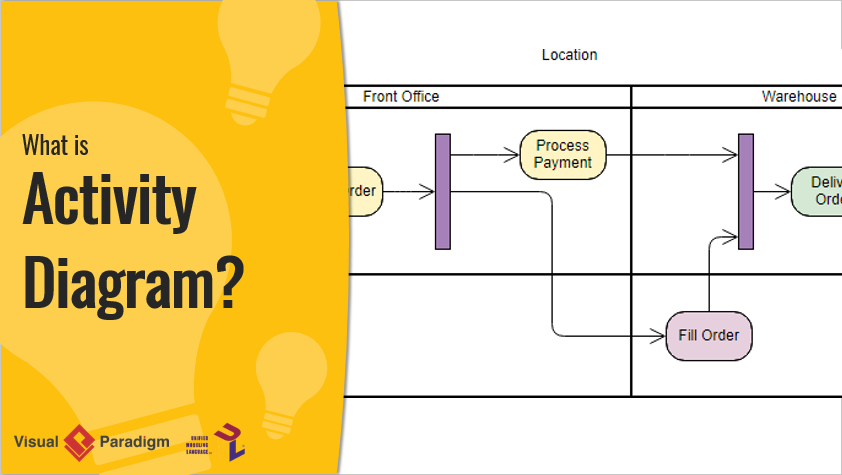 What is
Activity
Diagram?
Visual Paradigm
UNIFIED
MODELING
LANGUAGE
Location
Front Office
Warehouse
rder
Process
Payment
Deliv
Orde
Fill Order